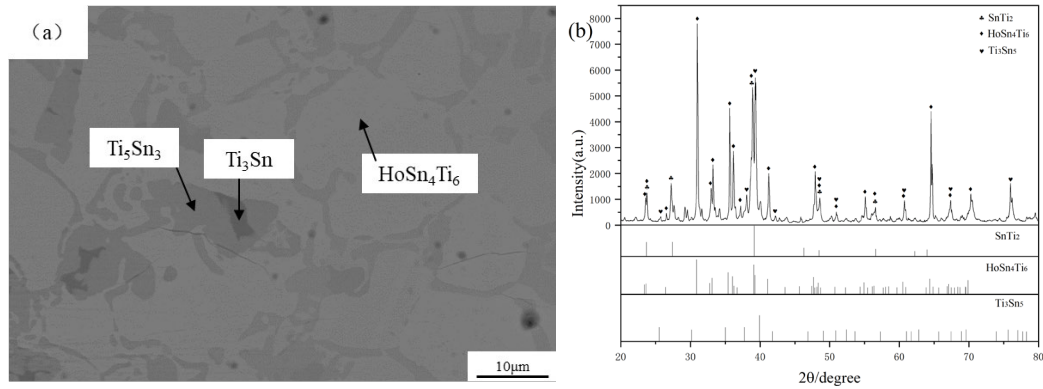 (a)
Ti₅Sn₃
Ti₃Sn
HoSn₄Ti₆
10μm
(b)
8000
7000
6000
5000
4000
3000
2000
1000
0
Intensity(a.u.)
♣ SnTi₂
♦ HoSn₄Ti₆
♥ Ti₃Sn₅
SnTi₂
HoSn₄Ti₆
Ti₃Sn₅
20 30 40 50 60 70 80
2θ/degree